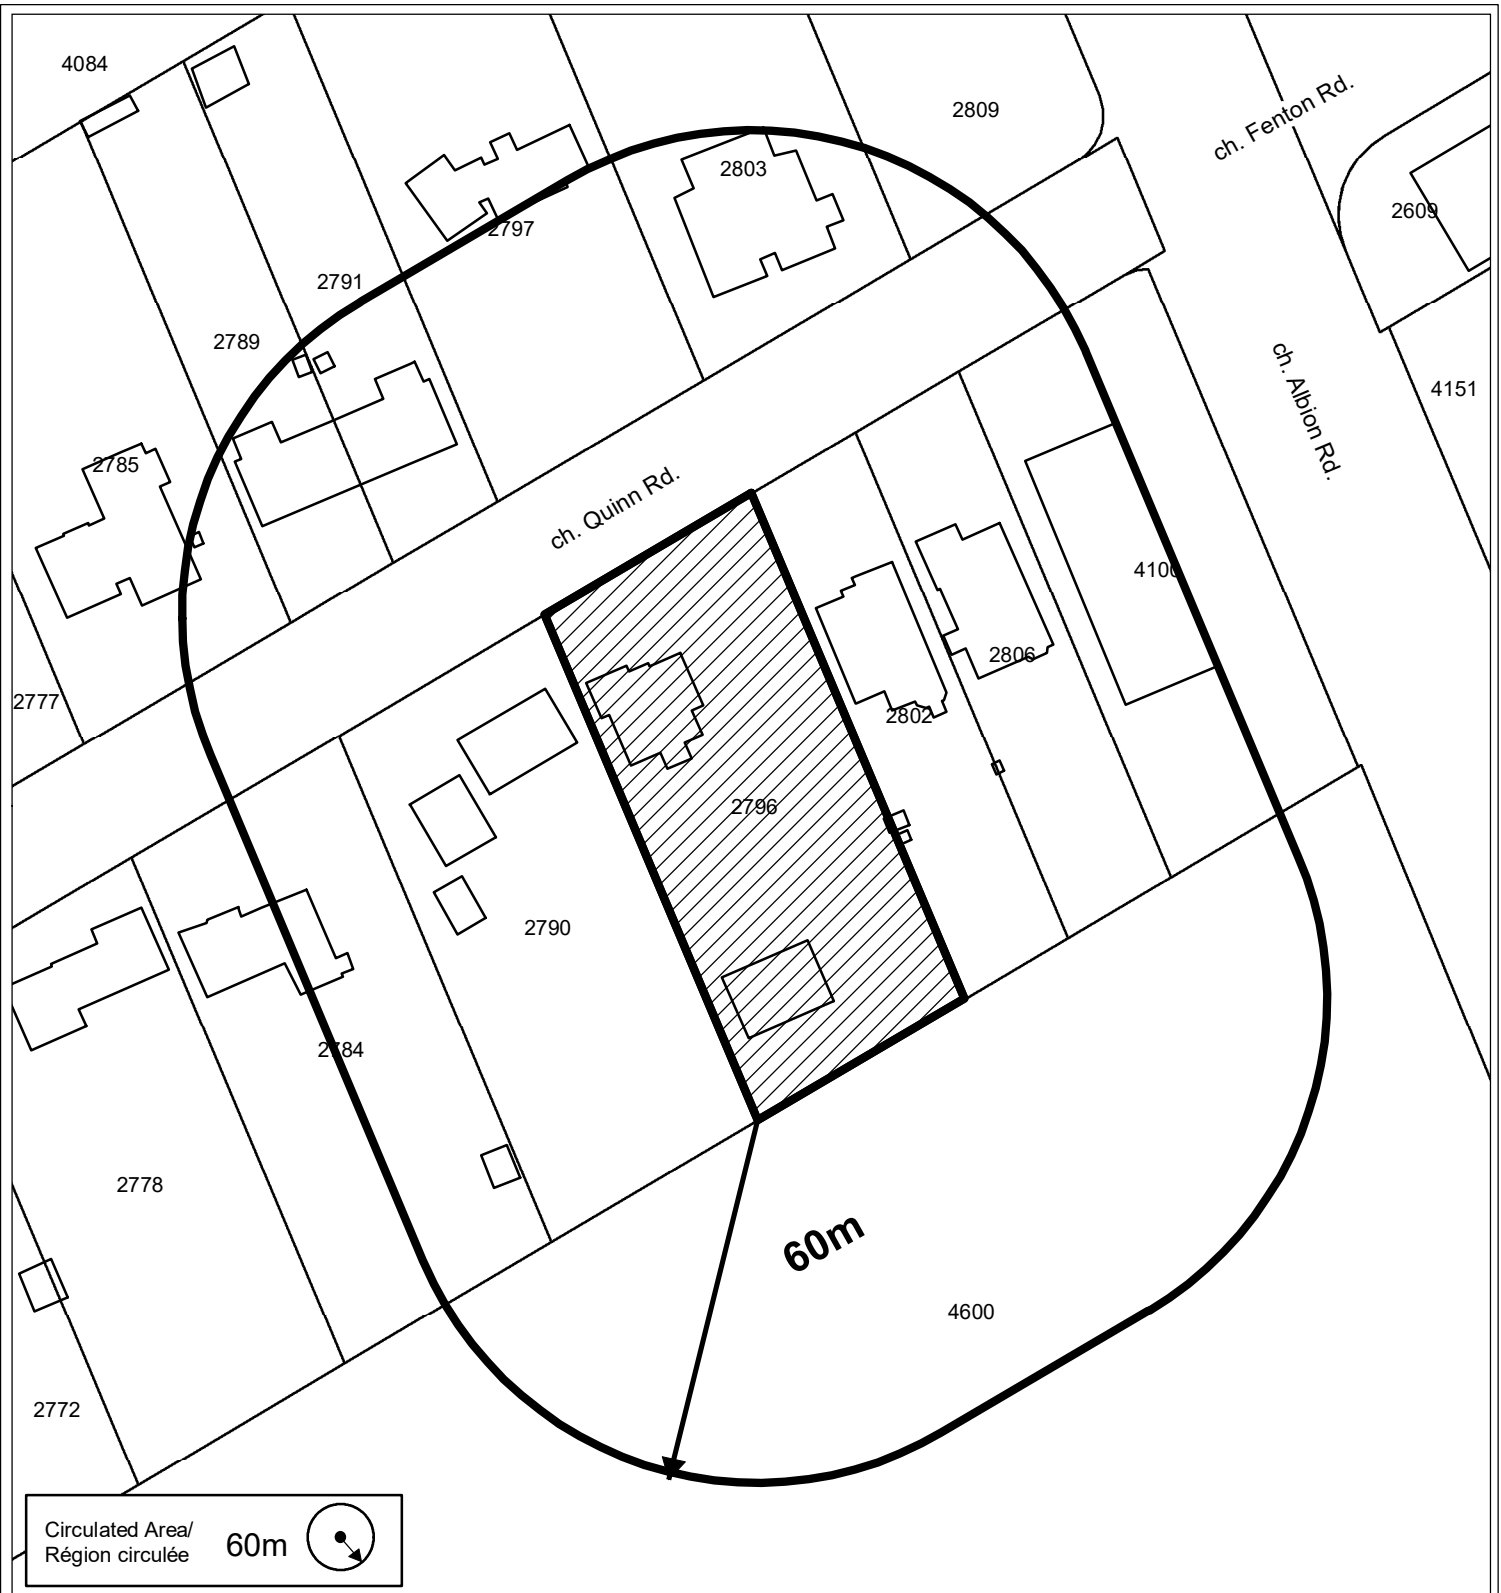 4084
2809
ch. Fenton Rd.
2803
2609
2797
2791
2789
ch. Albion Rd.
4151
2785
ch. Quinn Rd.
4100
2806
2777
2802
2796
2790
2784
2778
60m
4600
2772
Circulated Area/
Région circulée
60m